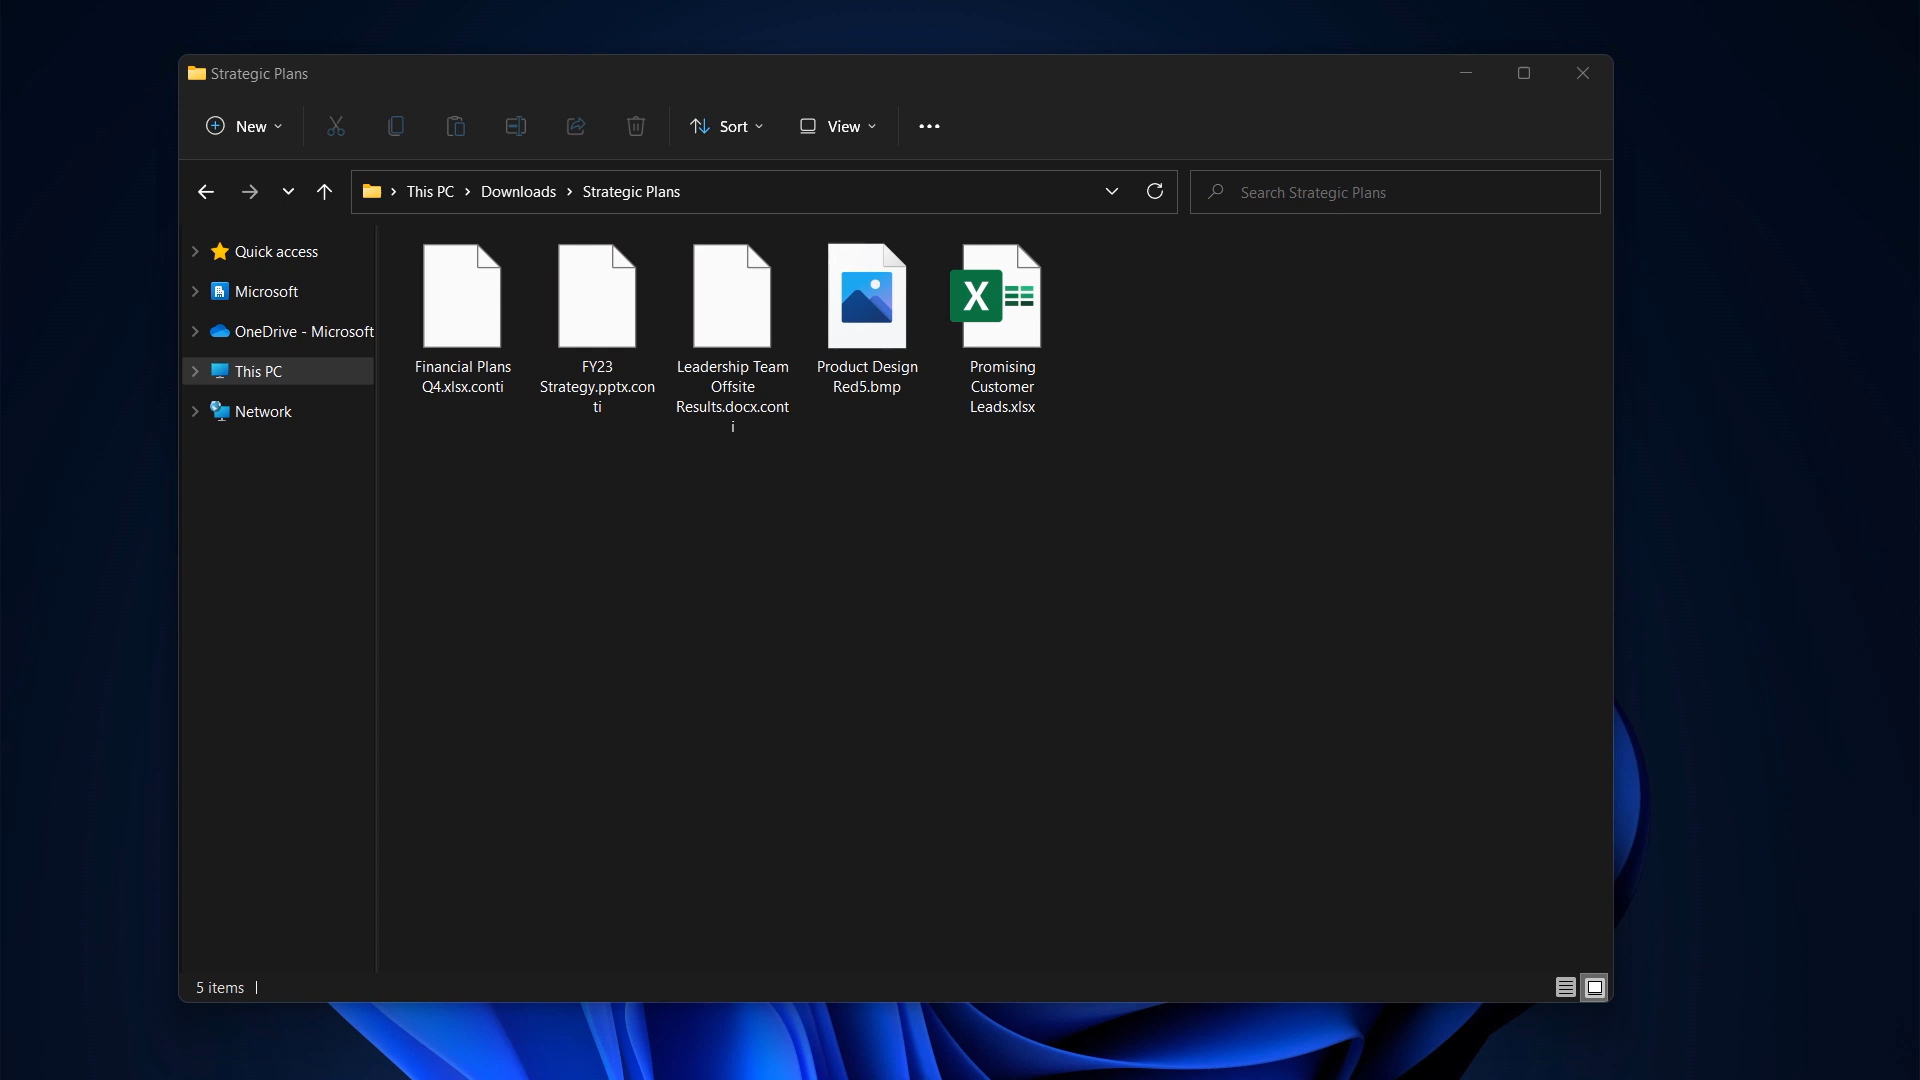 Strategic Plans
New
Sort
View
This PC
Downloads
Strategic Plans
Search Strategic Plans
Quick access
Microsoft
OneDrive - Microsoft
This PC
Network
Financial Plans
Q4.xlsx.conti
FY23
Strategy.pptx.con
ti
Leadership Team
Offsite
Results.docx.cont
i
Product Design
Red5.bmp
X
Promising
Customer
Leads.xlsx
5 items